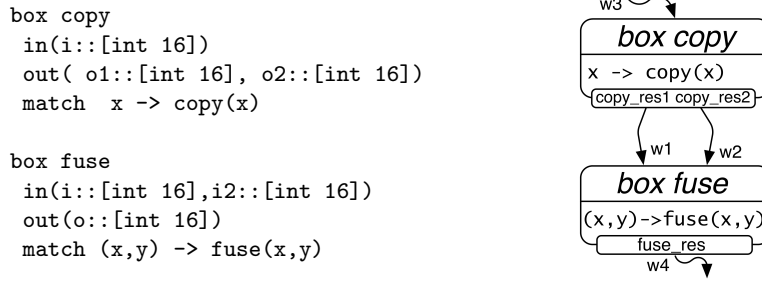 box copy
in(i::[int 16])
out( o1::[int 16], o2::[int 16])
match  x -> copy(x)
box fuse
in(i::[int 16],i2::[int 16])
out(o::[int 16])
match (x,y) -> fuse(x,y)
w3
box copy
x -> copy(x)
copy_res1 copy_res2
w1 w2
box fuse
(x,y)->fuse(x,y)
fuse_res
w4